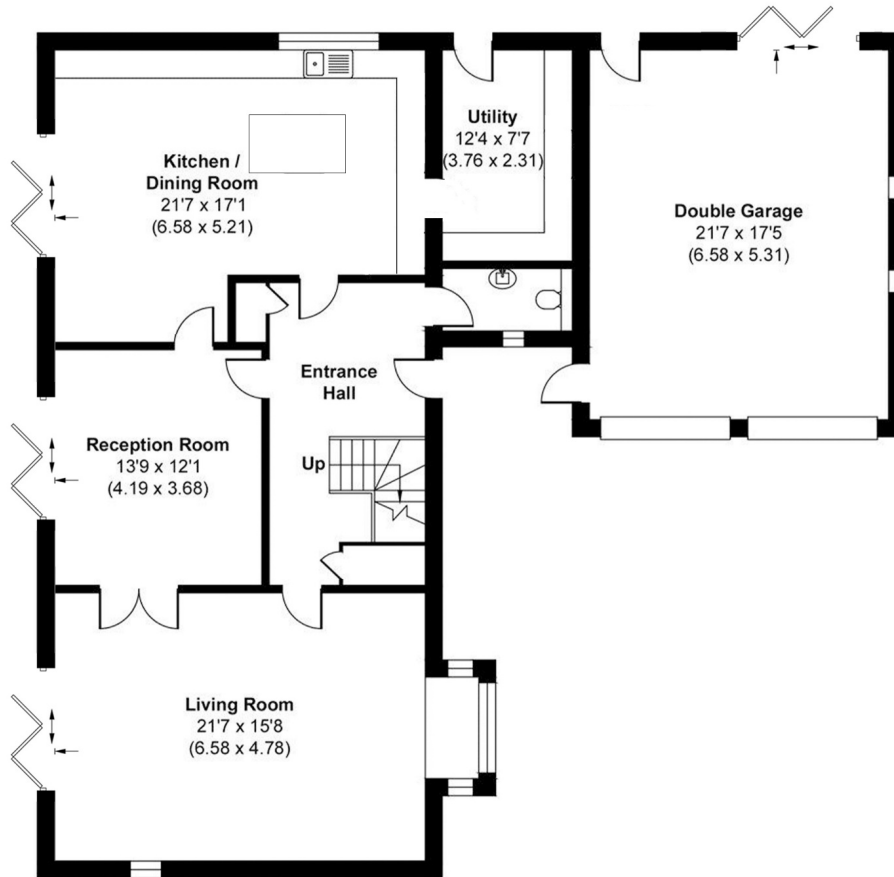 Kitchen /
Dining Room
21'7 x 17'1
(6.58 x 5.21)
Utility
12'4 x 7'7
(3.76 x 2.31)
Double Garage
21'7 x 17'5
(6.58 x 5.31)
Entrance
Hall
Reception Room
13'9 x 12'1
(4.19 x 3.68)
Up
Living Room
21'7 x 15'8
(6.58 x 4.78)